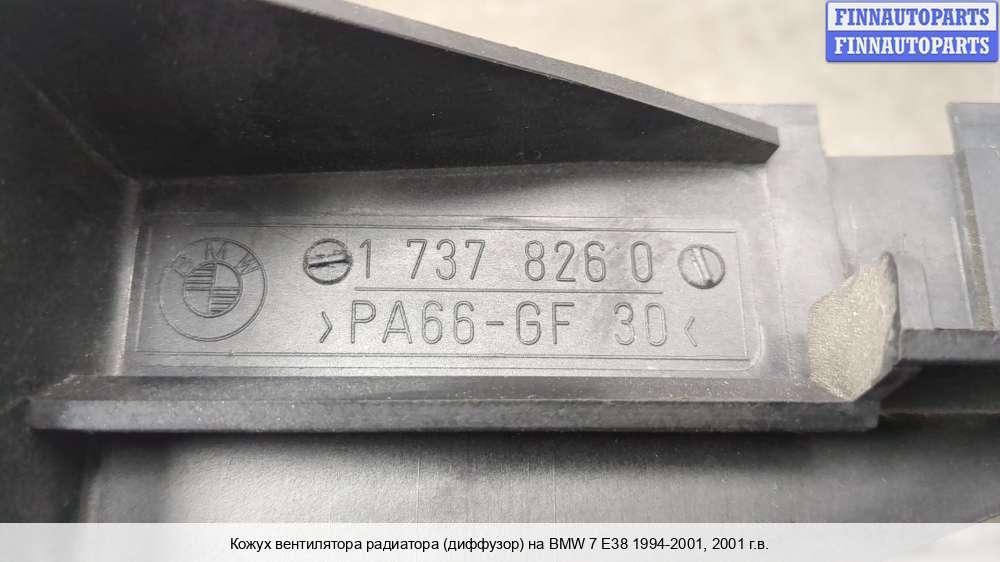 FINNAUTOPARTS
FINNAUTOPARTS
BMW
1 737 826 0
>PA66-GF 30<
Кожух вентилятора радиатора (диффузор) на BMW 7 E38 1994-2001, 2001 г.в.